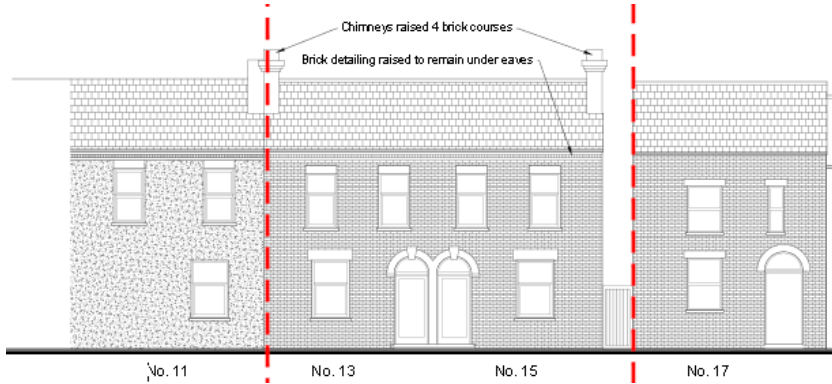 Chimneys raised 4 brick courses
Brick detailing raised to remain under eaves
No. 11
No. 13
No. 15
No. 17